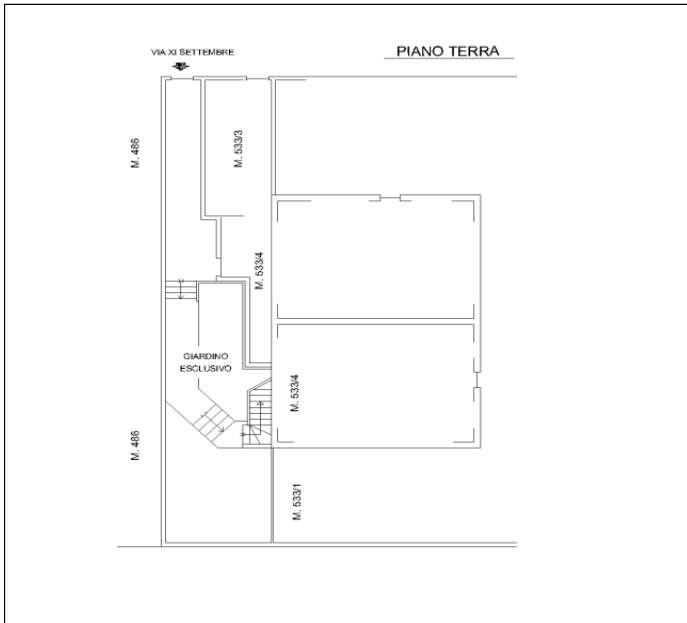 VIA XI SETTEMBRE
PIANO TERRA
M. 486
M. 533/3
M. 533/4
GIARDINO
ESCLUSIVO
M. 533/4
M. 486
M. 533/1